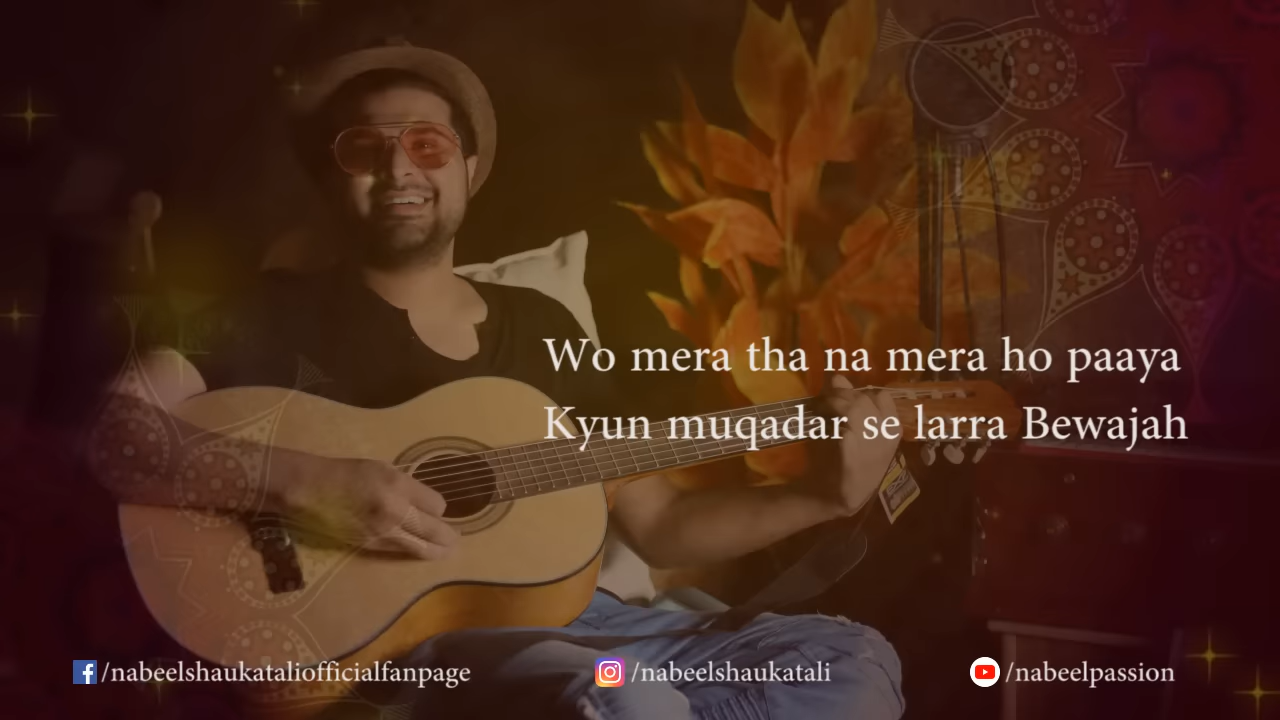 Wo mera tha na mera ho paaya
Kyun muqadar se larra Bewajah
/nabeelshaukataliofficialfanpage /nabeelshaukatali /nabeelpassion